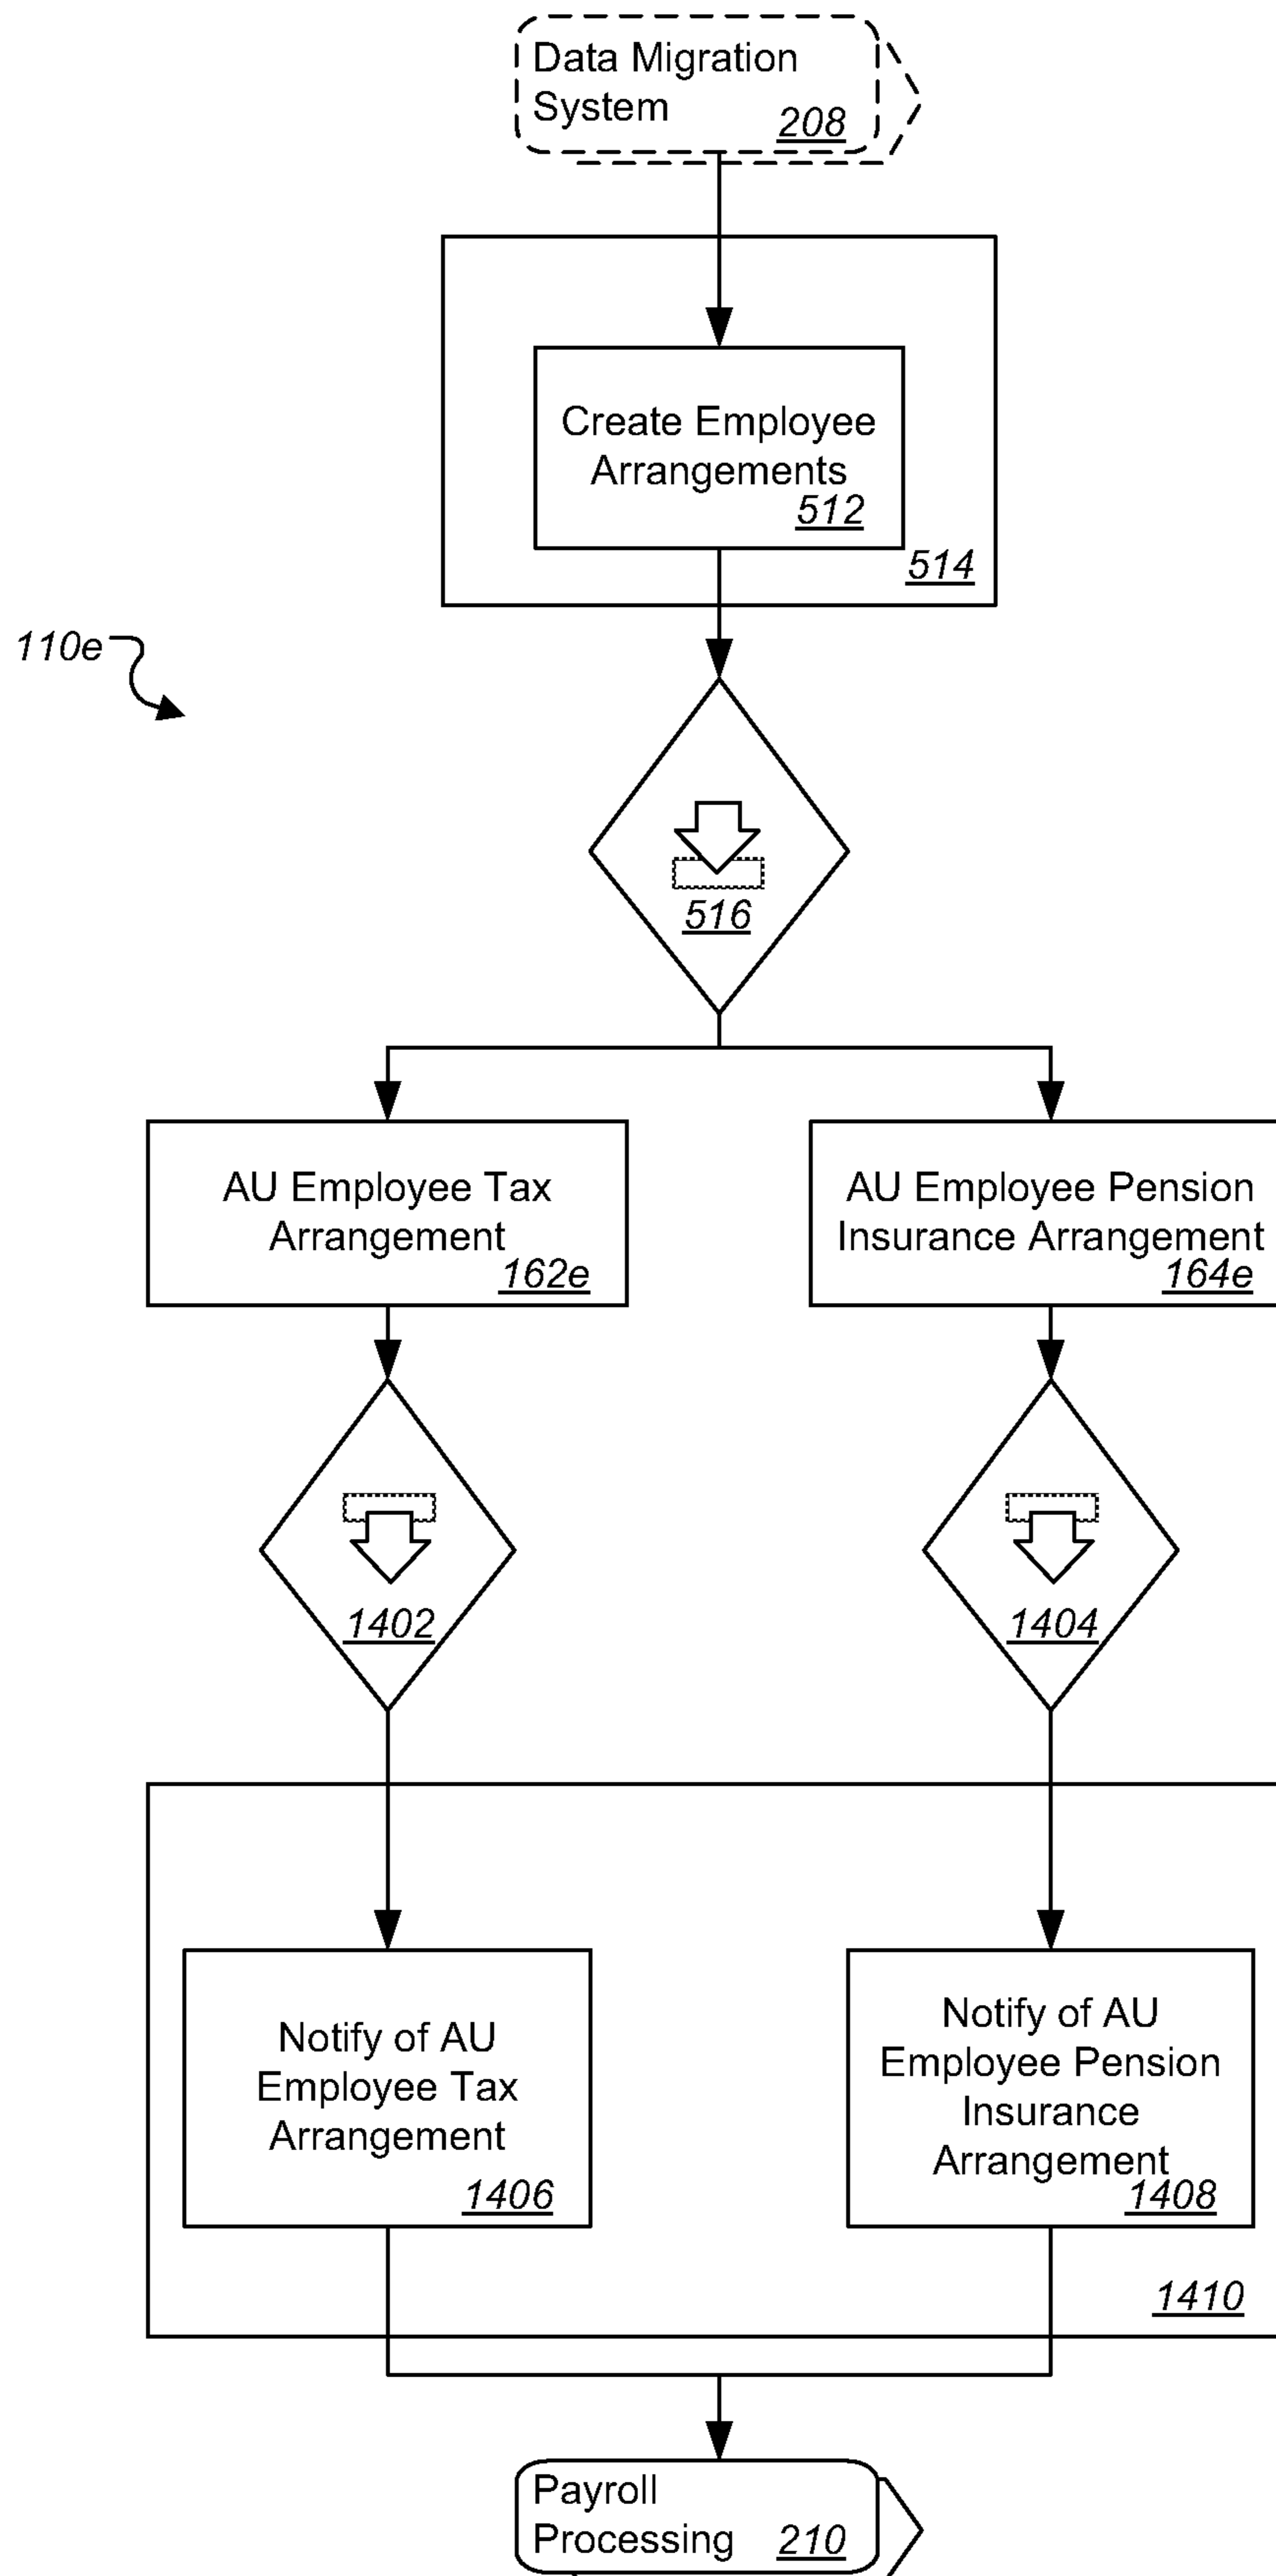 Data Migration
System 208
Create Employee
Arrangements
512
514
110e
516
AU Employee Tax
Arrangement
162e
AU Employee Pension
Insurance Arrangement
164e
1402
1404
Notify of AU
Employee Tax
Arrangement
1406
Notify of AU
Employee Pension
Insurance
Arrangement
1408
1410
Payroll
Processing 210